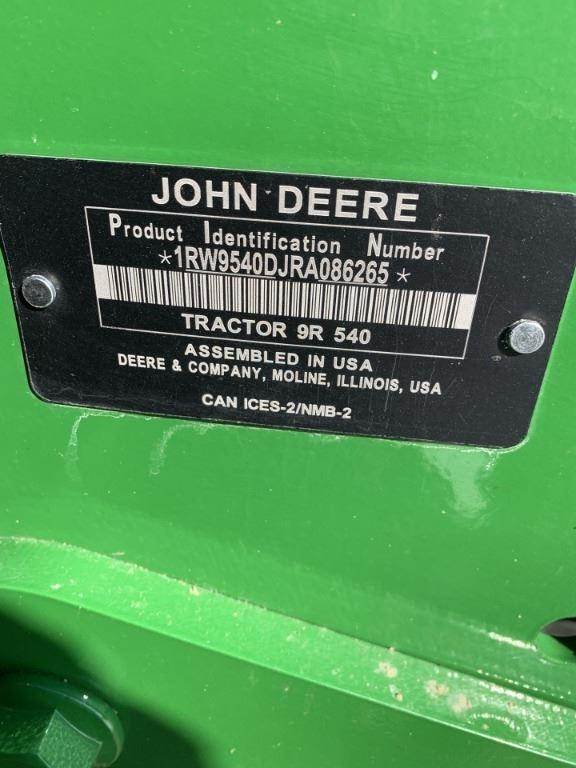 JOHN DEERE
Product Identification Number
*1RW9540DJRA086265*
TRACTOR 9R 540
ASSEMBLED IN USA
DEERE & COMPANY, MOLINE, ILLINOIS, USA
CAN ICES-2/NMB-2